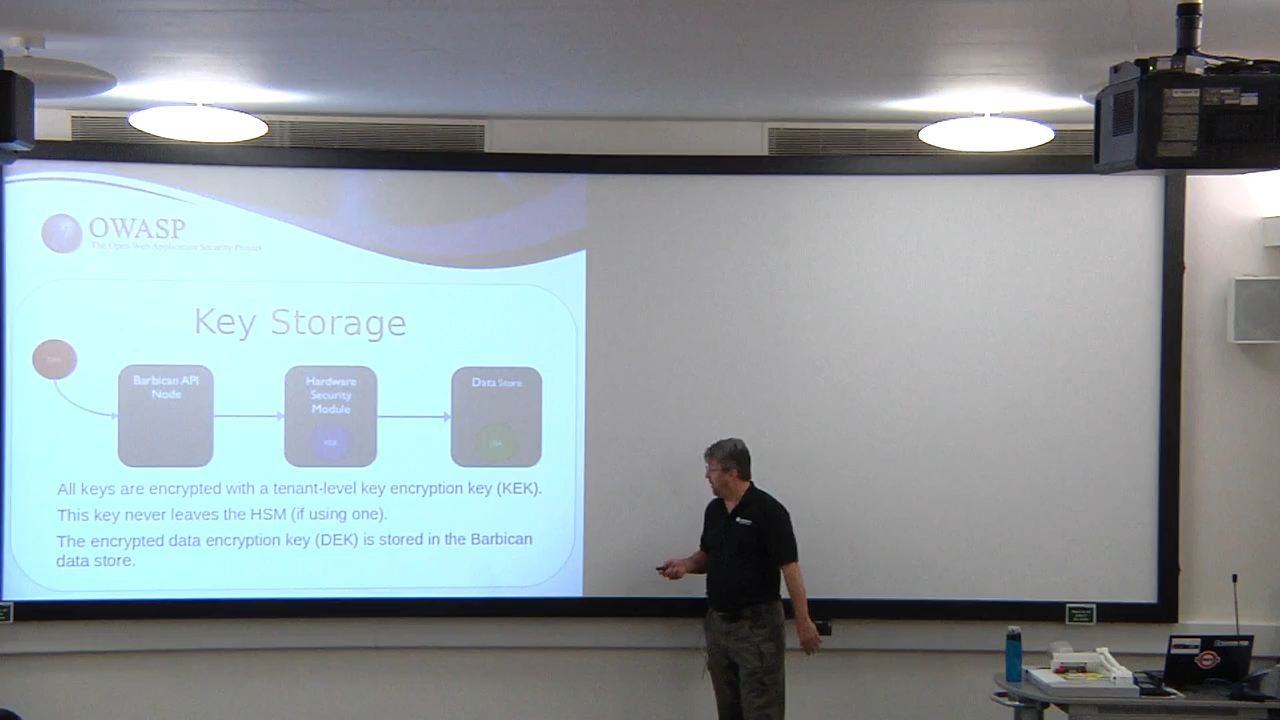 OWASP
The Open Web Application Security Project
Key Storage
Barbican API
Node
Hardware
Security
Module
KEK
Data Store
All keys are encrypted with a tenant-level key encryption key (KEK).
This key never leaves the HSM (if using one).
The encrypted data encryption key (DEK) is stored in the Barbican
data store.